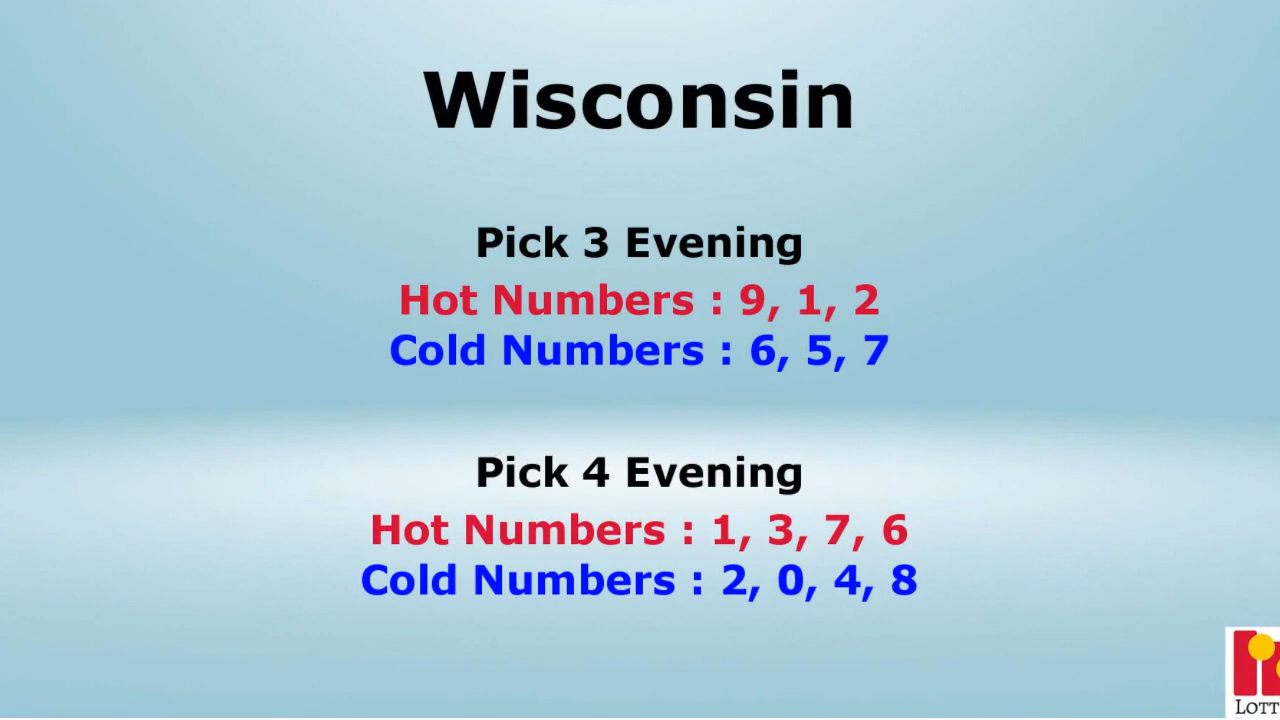 Wisconsin
Pick 3 Evening
Hot Numbers : 9, 1, 2
Cold Numbers : 6, 5, 7
Pick 4 Evening
Hot Numbers : 1, 3, 7, 6
Cold Numbers : 2, 0, 4, 8
LOTT